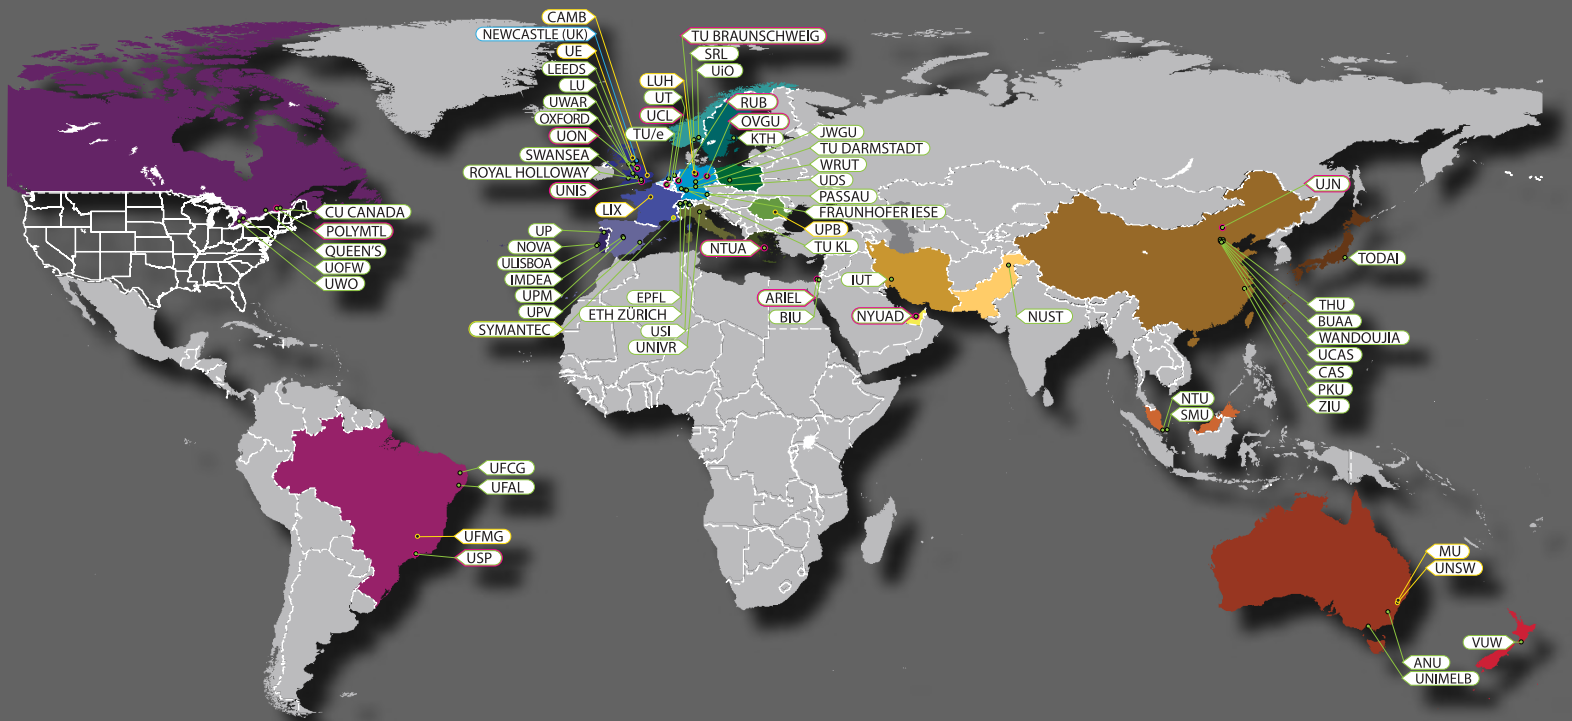 CAMB
NEWCASTLE (UK)
UE
LEEDS
LU
UWAR
OXFORD
UON
SWANSEA
ROYAL HOLLOWAY
UNIS
LIX
TU BRAUNSCHWEIG
SRL
UiO
LUH
UT
UCL
TU/e
RUB
OVGU
KTH
JWGU
TU DARMSTADT
WRUT
UDS
PASSAU
FRAUNHOFER IESE
UPB
TU KL
NTUA
UP
NOVA
ULISBOA
IMDEA
UPM
UPV
SYMANTEC
EPFL
ETH ZÜRICH
USI
UNIVR
ARIEL
BIU
IUT
NYUAD
NUST
UJN
TODAI
THU
BUAA
WANDOUJIA
UCAS
CAS
PKU
ZIU
NTU
SMU
CU CANADA
POLYMTL
QUEEN'S
UOFW
UWO
UFCG
UFAL
UFMG
USP
MU
UNSW
VUW
ANU
UNIMELB